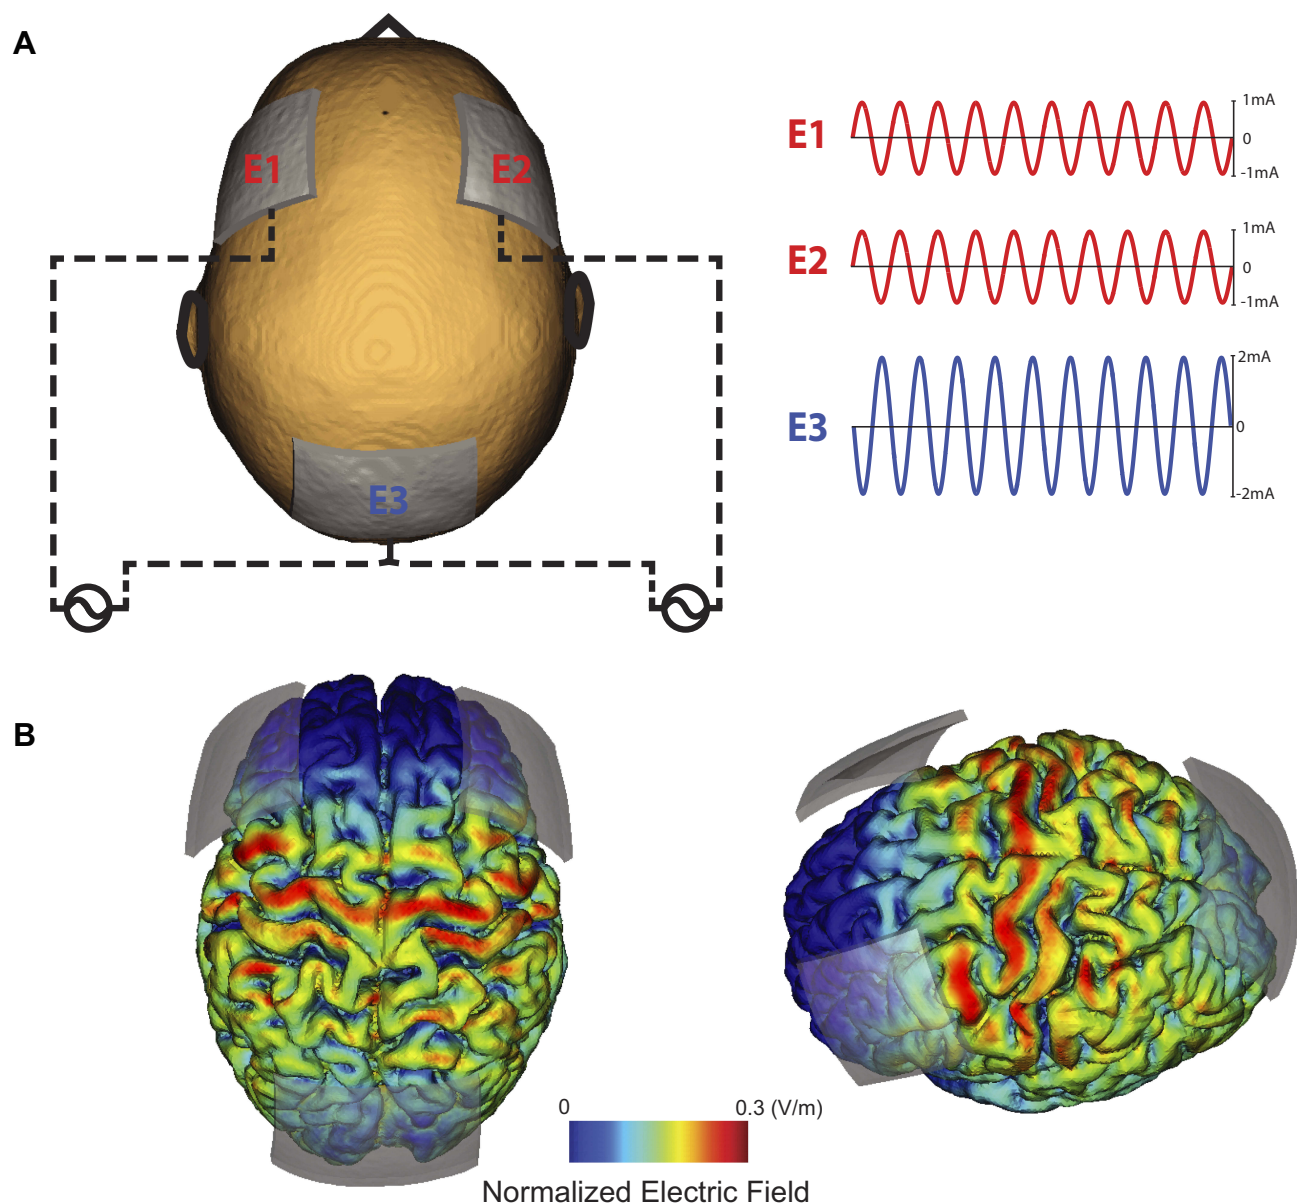 A
E1
E2
E3
E1
1mA
0
-1mA
E2
1mA
0
-1mA
E3
2mA
0
-2mA
B
0
0.3 (V/m)
Normalized Electric Field